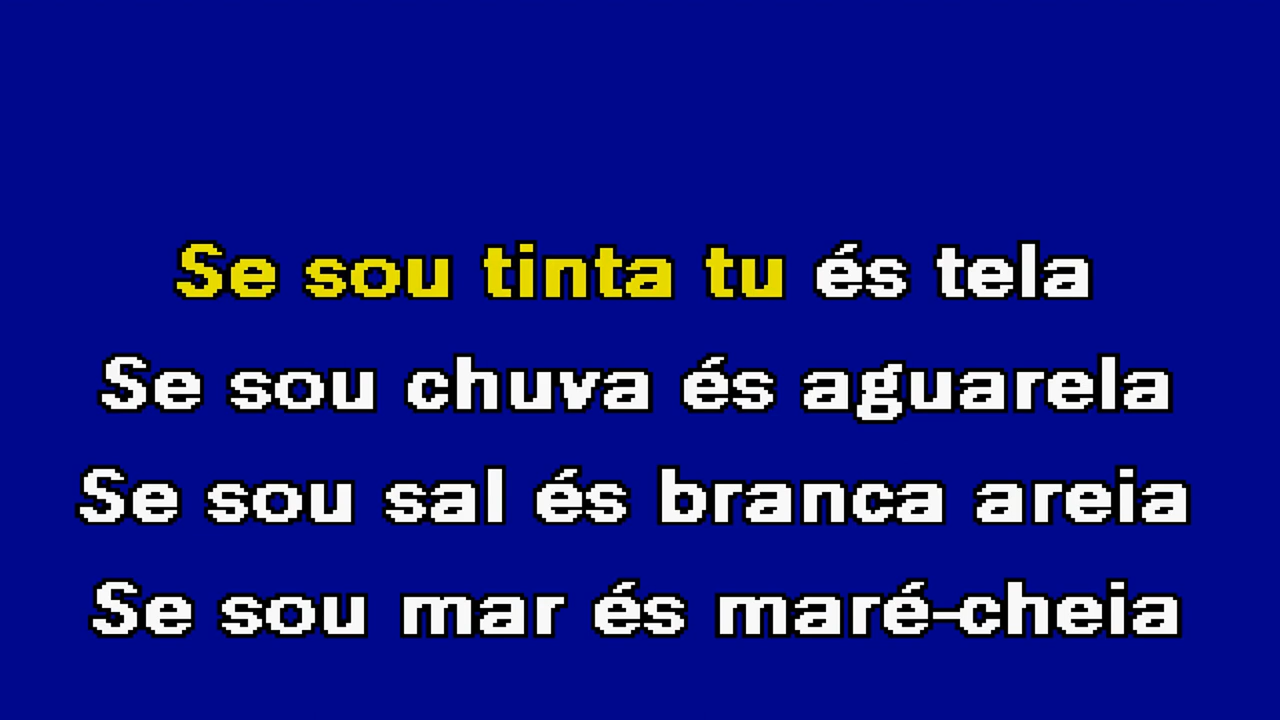 Se sou tinta tu és tela
Se sou chuva és aguarela
Se sou sal és branca areia
Se sou mar és maré-cheia